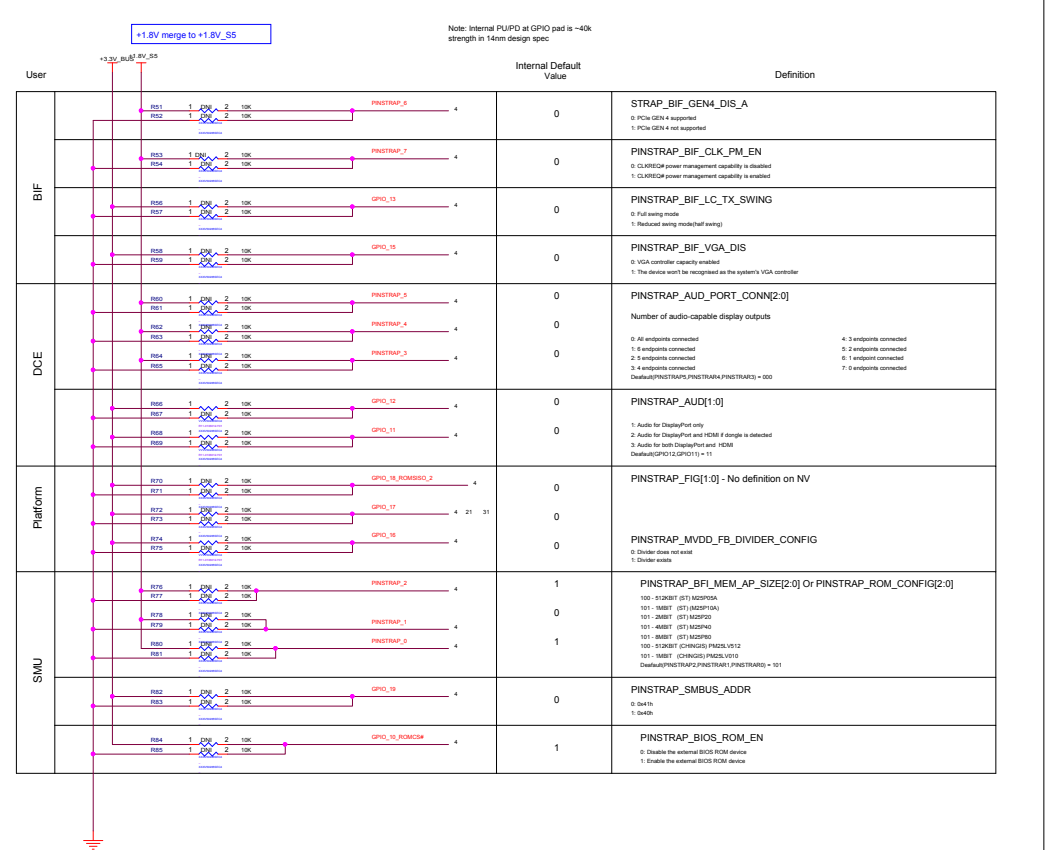 +1.8V merge to +1.8V_S5
Note: Internal PU/PD at GPIO pad is ~40k
strength in 14nm design spec
+3.3V_BUS
+1.8V_S5
User
Internal Default
Value
Definition
BIF
R51 1 DNI 2 10K PINSTRAP_6 4
R52 1 2 10K
0
STRAP_BIF_GEN4_DIS_A
0: PCIe GEN 4 supported
1: PCIe GEN 4 not supported
R53 1 DNI 2 10K PINSTRAP_7 4
R54 1 2 10K
0
PINSTRAP_BIF_CLK_PM_EN
0: CLKREQ# power management capability is disabled
1: CLKREQ# power management capability is enabled
R56 1 DNI 2 10K GPIO_13 4
R57 1 2 10K
0
PINSTRAP_BIF_LC_TX_SWING
0: Full swing mode
1: Reduced swing mode(half swing)
R58 1 DNI 2 10K GPIO_15 4
R59 1 2 10K
0
PINSTRAP_BIF_VGA_DIS
0: VGA controller capacity enabled
1: The device won't be recognised as the system's VGA controller
DCE
R60 1 DNI 2 10K PINSTRAP_5 4
R61 1 2 10K
0
R62 1 DNI 2 10K PINSTRAP_4 4
R63 1 2 10K
0
R64 1 DNI 2 10K PINSTRAP_3 4
R65 1 2 10K
0
PINSTRAP_AUD_PORT_CONN[2:0]
Number of audio-capable display outputs
0: All endpoints connected 4: 3 endpoints connected
1: 6 endpoints connected 5: 2 endpoints connected
2: 5 endpoints connected 6: 1 endpoint connected
3: 4 endpoints connected 7: 0 endpoints connected
Deafault(PINSTRAP5,PINSTRAR4,PINSTRAR3) = 000
R66 1 2 10K GPIO_12 4
R67 1 DNI 2 10K
0
R68 1 DNI 2 10K GPIO_11 4
R69 1 DNI 2 10K
0
PINSTRAP_AUD[1:0]
1: Audio for DisplayPort only
2: Audio for DisplayPort and HDMI if dongle is detected
3: Audio for both DisplayPort and HDMI
Deafault(GPIO12,GPIO11) = 11
Platform
R70 1 DNI 2 10K GPIO_18_ROMSISO_2 4
R71 1 2 10K
0
R72 1 DNI 2 10K GPIO_17 4 21 31
R73 1 2 10K
0
PINSTRAP_FIG[1:0] - No definition on NV
R74 1 2 10K GPIO_16 4
R75 1 DNI 2 10K
0
PINSTRAP_MVDD_FB_DIVIDER_CONFIG
0: Divider does not exist
1: Divider exists
SMU
R76 1 DNI 2 10K PINSTRAP_2 4
R77 1 DNI 2 10K
1
R78 1 2 10K
R79 1 DNI 2 10K PINSTRAP_1 4
0
R80 1 DNI 2 10K PINSTRAP_0 4
R81 1 DNI 2 10K
1
PINSTRAP_BFI_MEM_AP_SIZE[2:0] Or PINSTRAP_ROM_CONFIG[2:0]
100 - 512KBIT (ST) M25P05A
101 - 1MBIT (ST) (M25P10A)
101 - 2MBIT (ST) M25P20
101 - 4MBIT (ST) M25P40
101 - 8MBIT (ST) M25P80
100 - 512KBIT (CHINGIS) PM25LV512
101 - 1MBIT (CHINGIS) PM25LV010
Deafault(PINSTRAP2,PINSTRAR1,PINSTRAR0) = 101
R82 1 DNI 2 10K GPIO_19 4
R83 1 DNI 2 10K
0
PINSTRAP_SMBUS_ADDR
0: 0x41h
1: 0x40h
R84 1 DNI 2 10K GPIO_10_ROMCS# 4
R85 1 DNI 2 10K
1
PINSTRAP_BIOS_ROM_EN
0: Disable the external BIOS ROM device
1: Enable the external BIOS ROM device